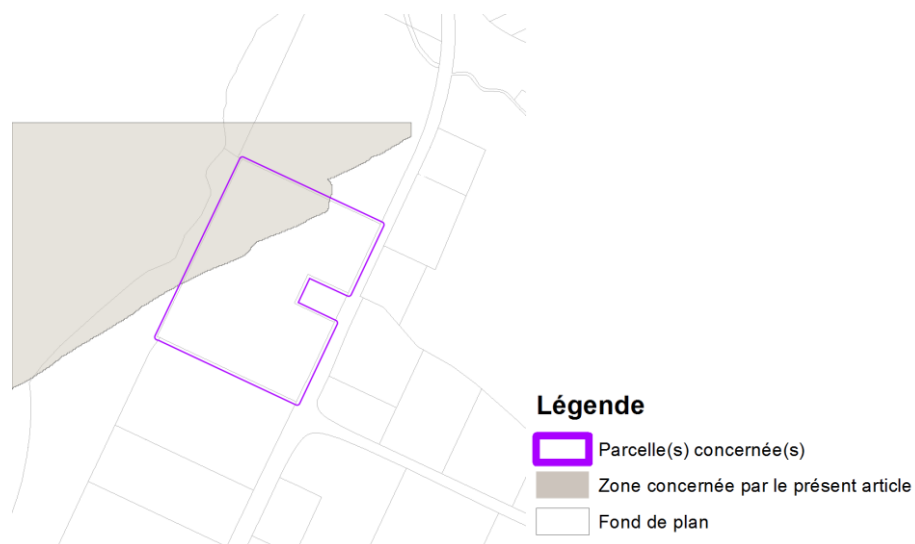 Légende
Parcelle(s) concernée(s)
Zone concernée par le présent article
Fond de plan